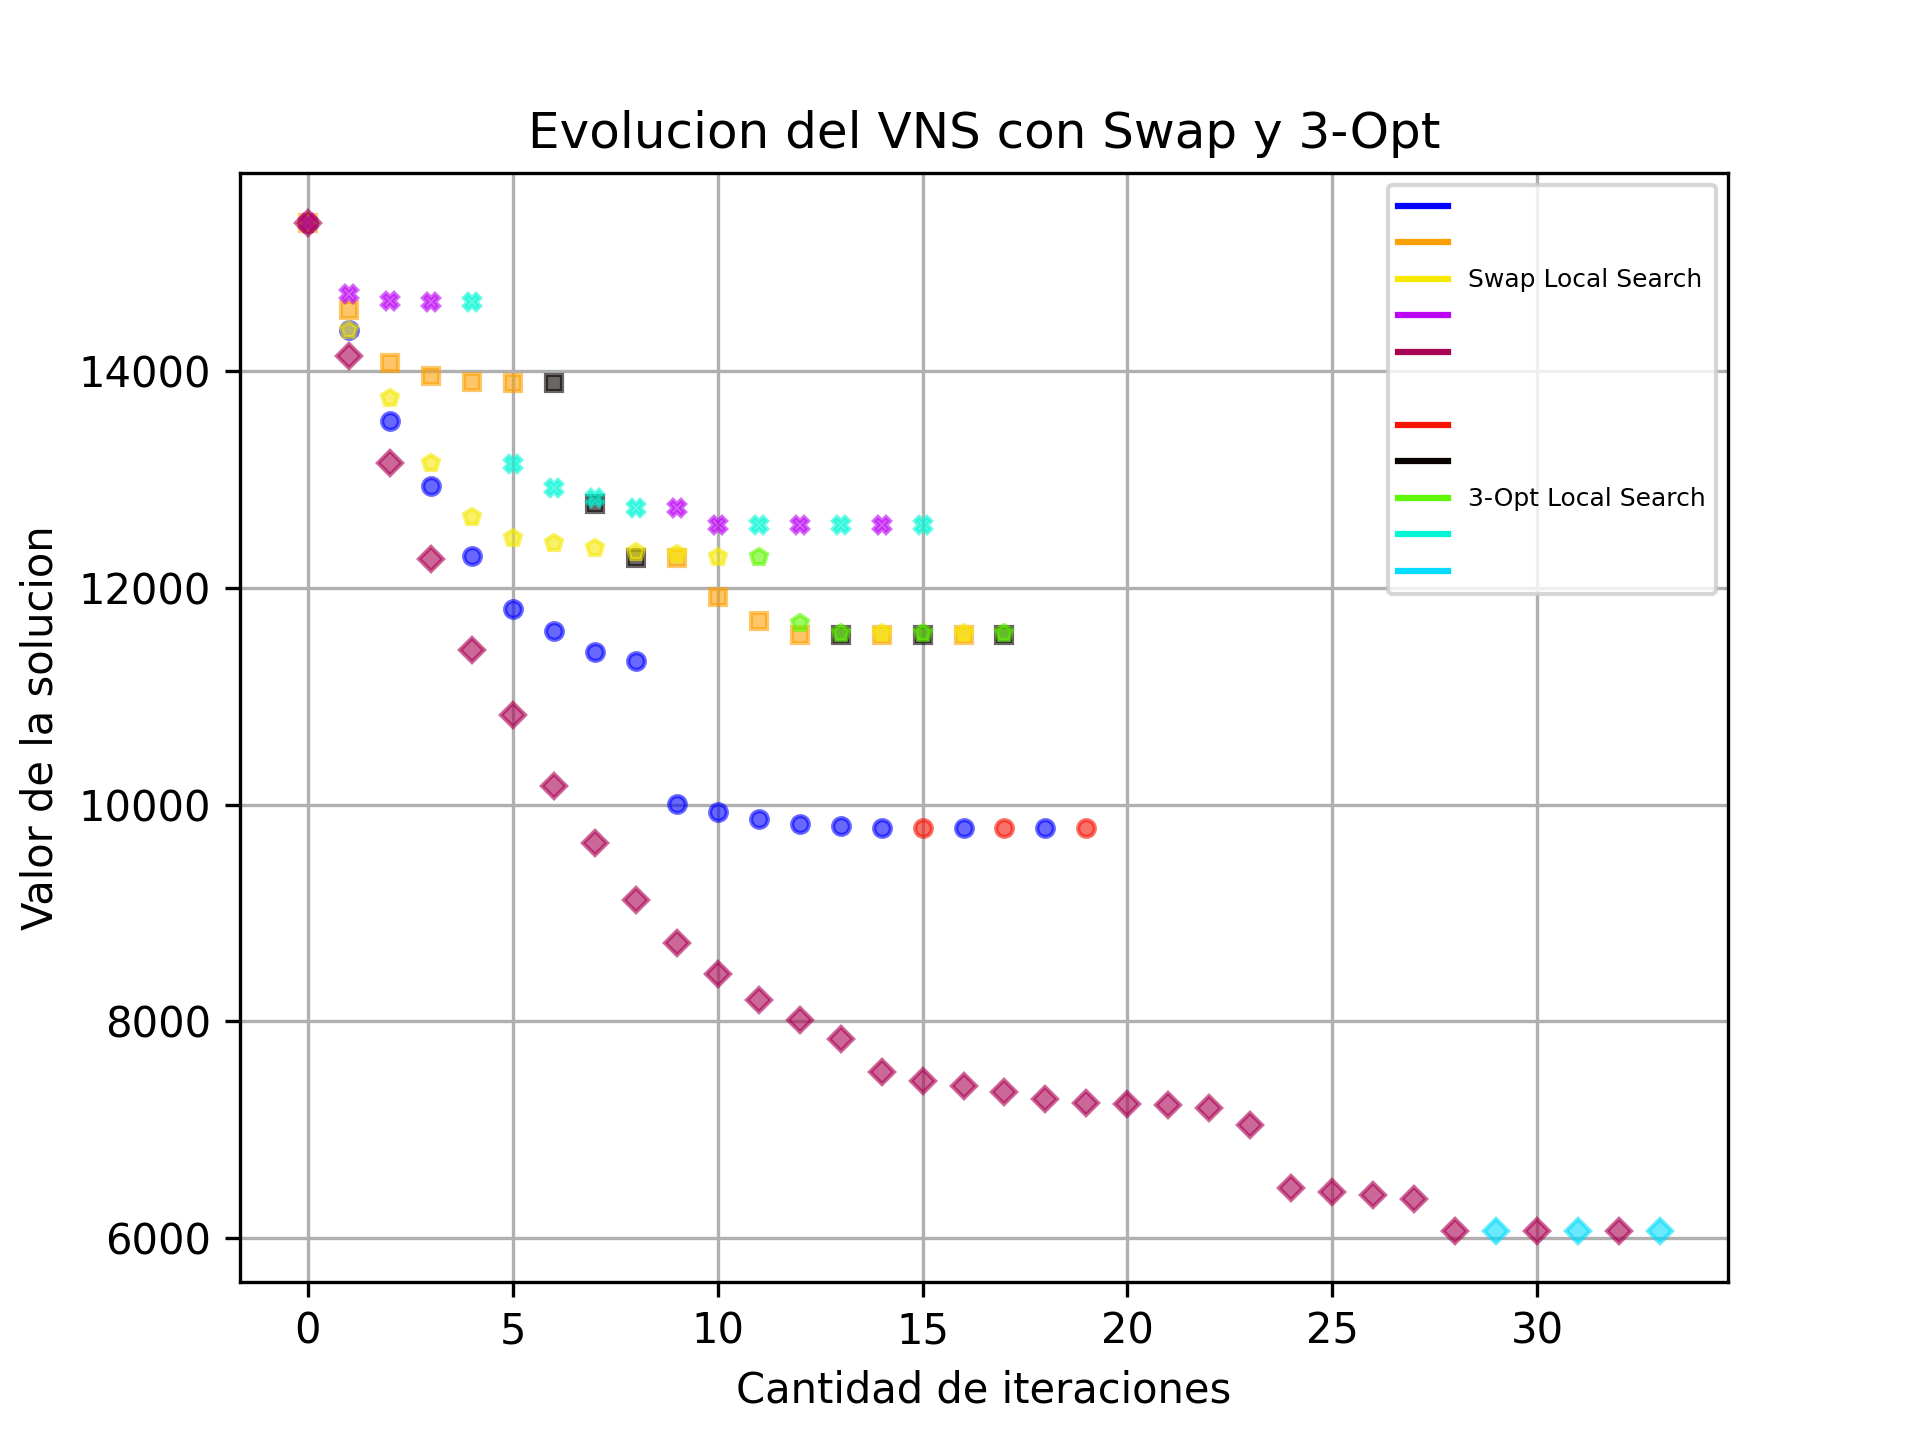 Evolucion del VNS con Swap y 3-Opt
Swap Local Search
3-Opt Local Search
Valor de la solucion
14000
12000
10000
8000
6000
0 5 10 15 20 25 30
Cantidad de iteraciones